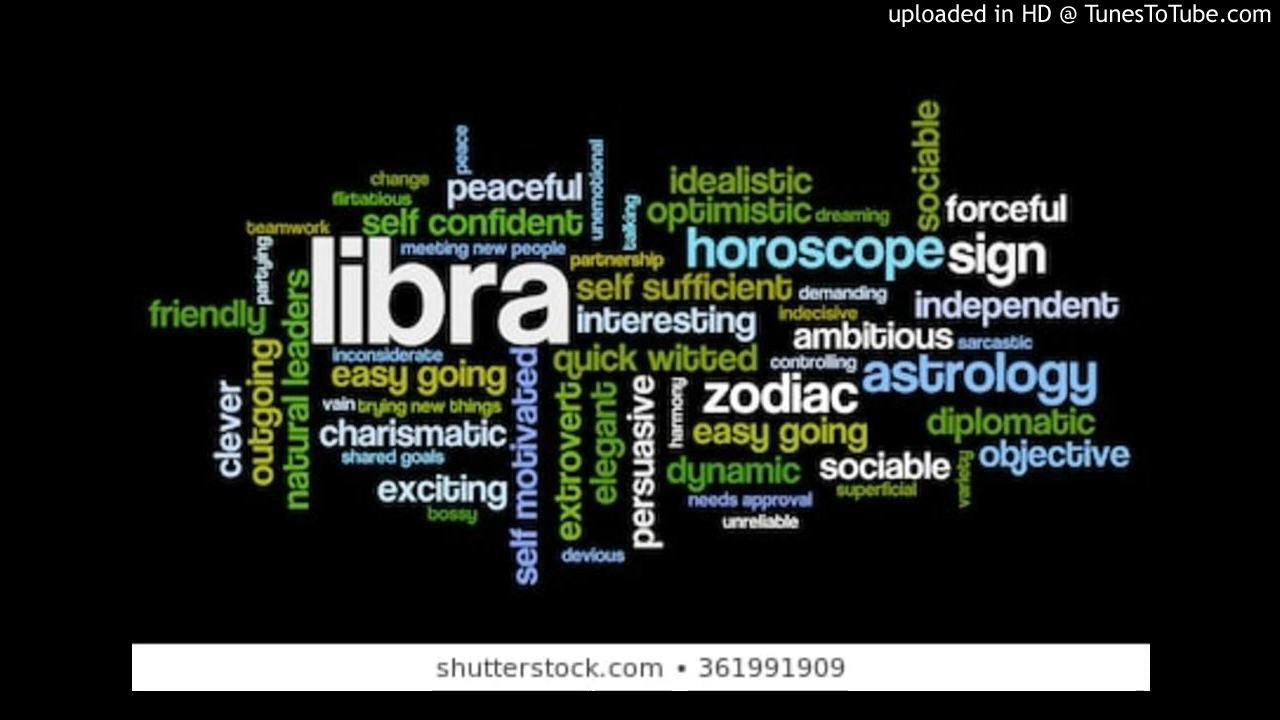 uploaded in HD @ TunesToTube.com
sociable
peace
unemotional
change
peaceful
idealistic
flirtatious
talking
optimistic
dreaming
forceful
teamwork
self confident
partying
meeting new people
partnership
horoscope
sign
libra
self sufficient
demanding
independent
friendly
natural leaders
interesting
indecisive
ambitious
sarcastic
inconsiderate
quick witted
controlling
astrology
outgoing
easy going
self motivated
zodiac
clever
vain
trying new things
extrovert
elegant
persuasive
harmony
easy going
diplomatic
charismatic
shared goals
dynamic
sociable
objective
exciting
needs approval
superficial
variety
bossy
unreliable
devious
shutterstock.com • 361991909